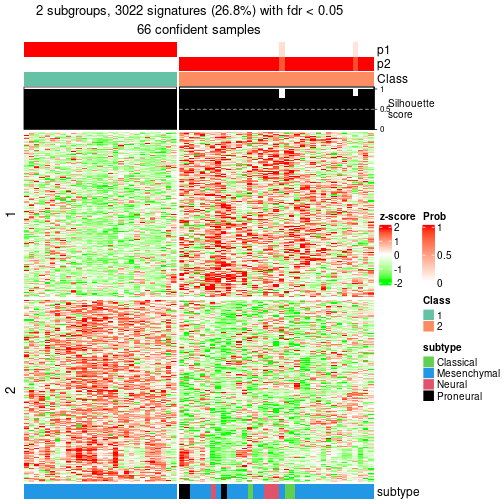 2 subgroups, 3022 signatures (26.8%) with fdr < 0.05
66 confident samples
p1
p2
Class
1
0.5
0
Silhouette
score
1
2
z-score
2
1
0
-1
-2
Prob
1
0.5
0
Class
1
2
subtype
Classical
Mesenchymal
Neural
Proneural
subtype